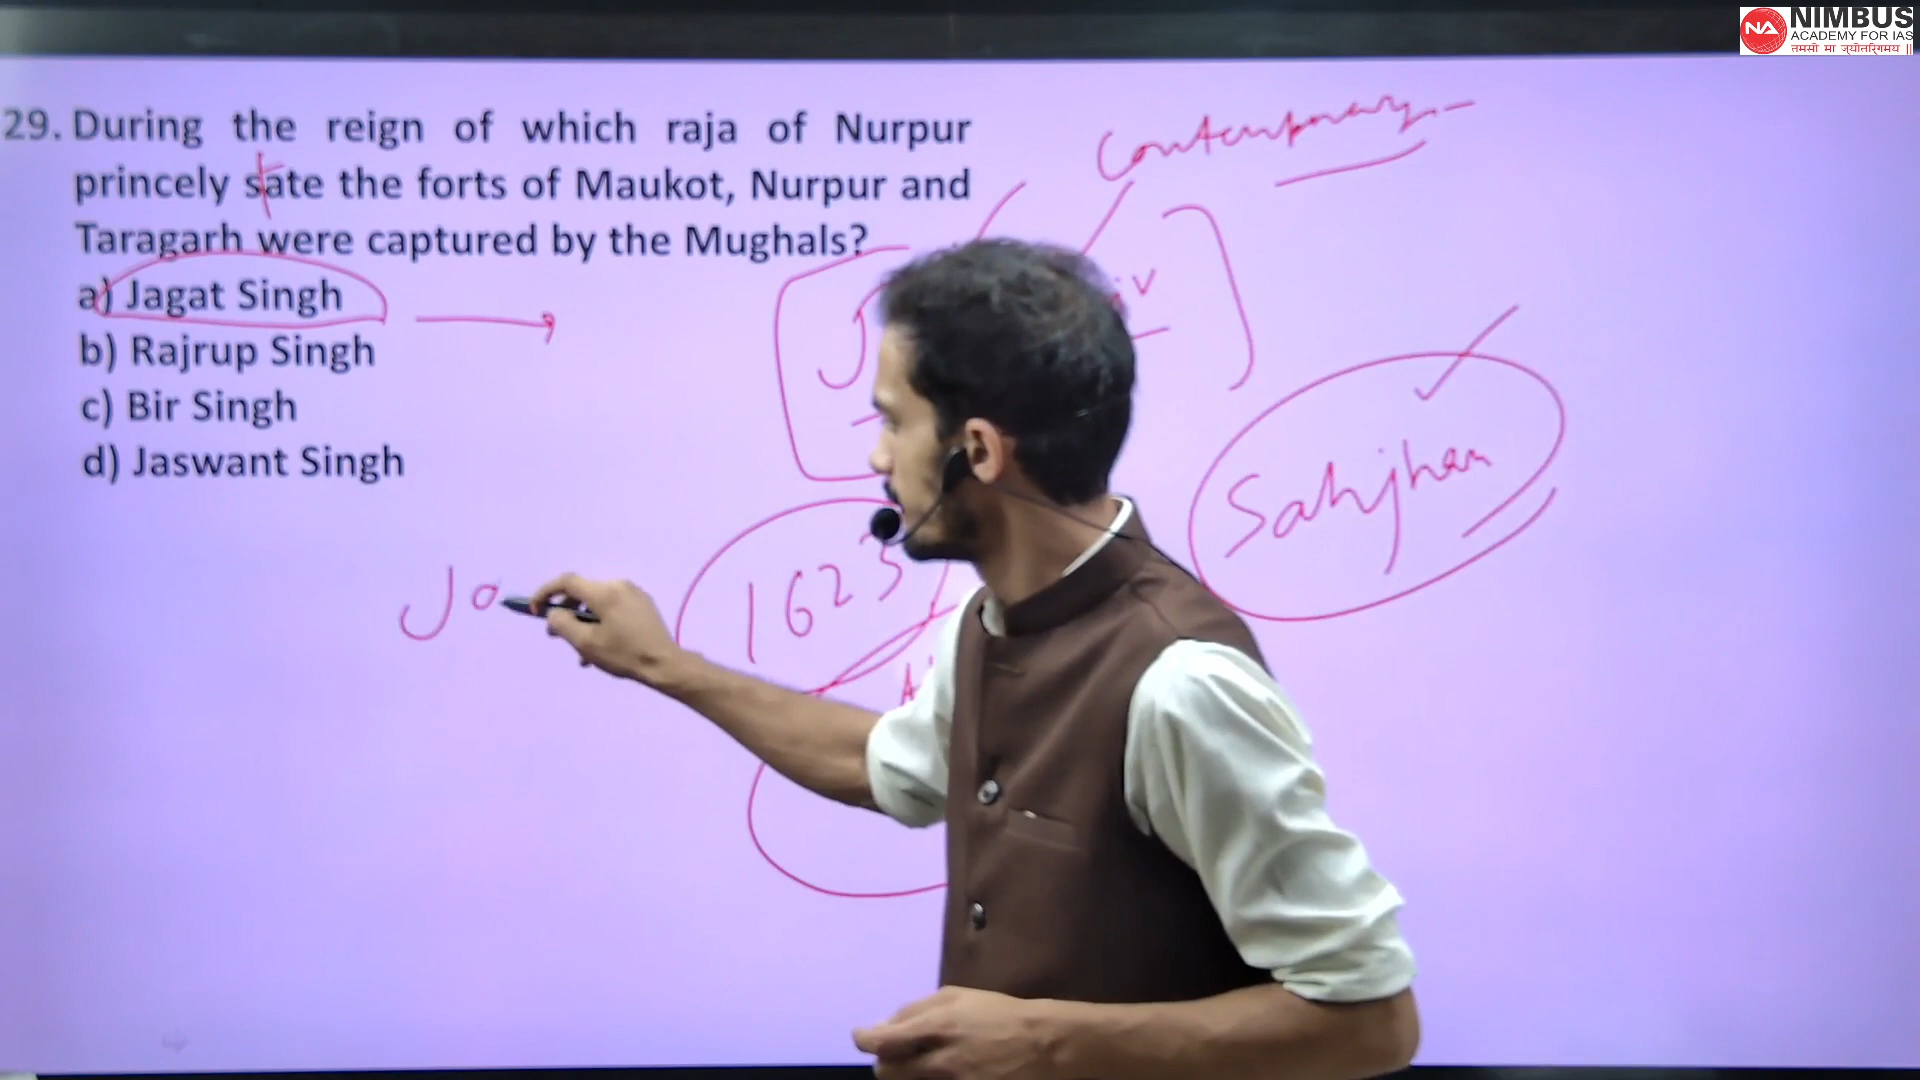 NIMBUS
ACADEMY FOR IAS
तमसो मा ज्योतिर्गमय ||
29. During the reign of which raja of Nurpur
princely sate the forts of Maukot, Nurpur and
Taragarh were captured by the Mughals?
a) Jagat Singh
b) Rajrup Singh
c) Bir Singh
d) Jaswant Singh
Contemporary
J
Sahjhan
1623
Ja